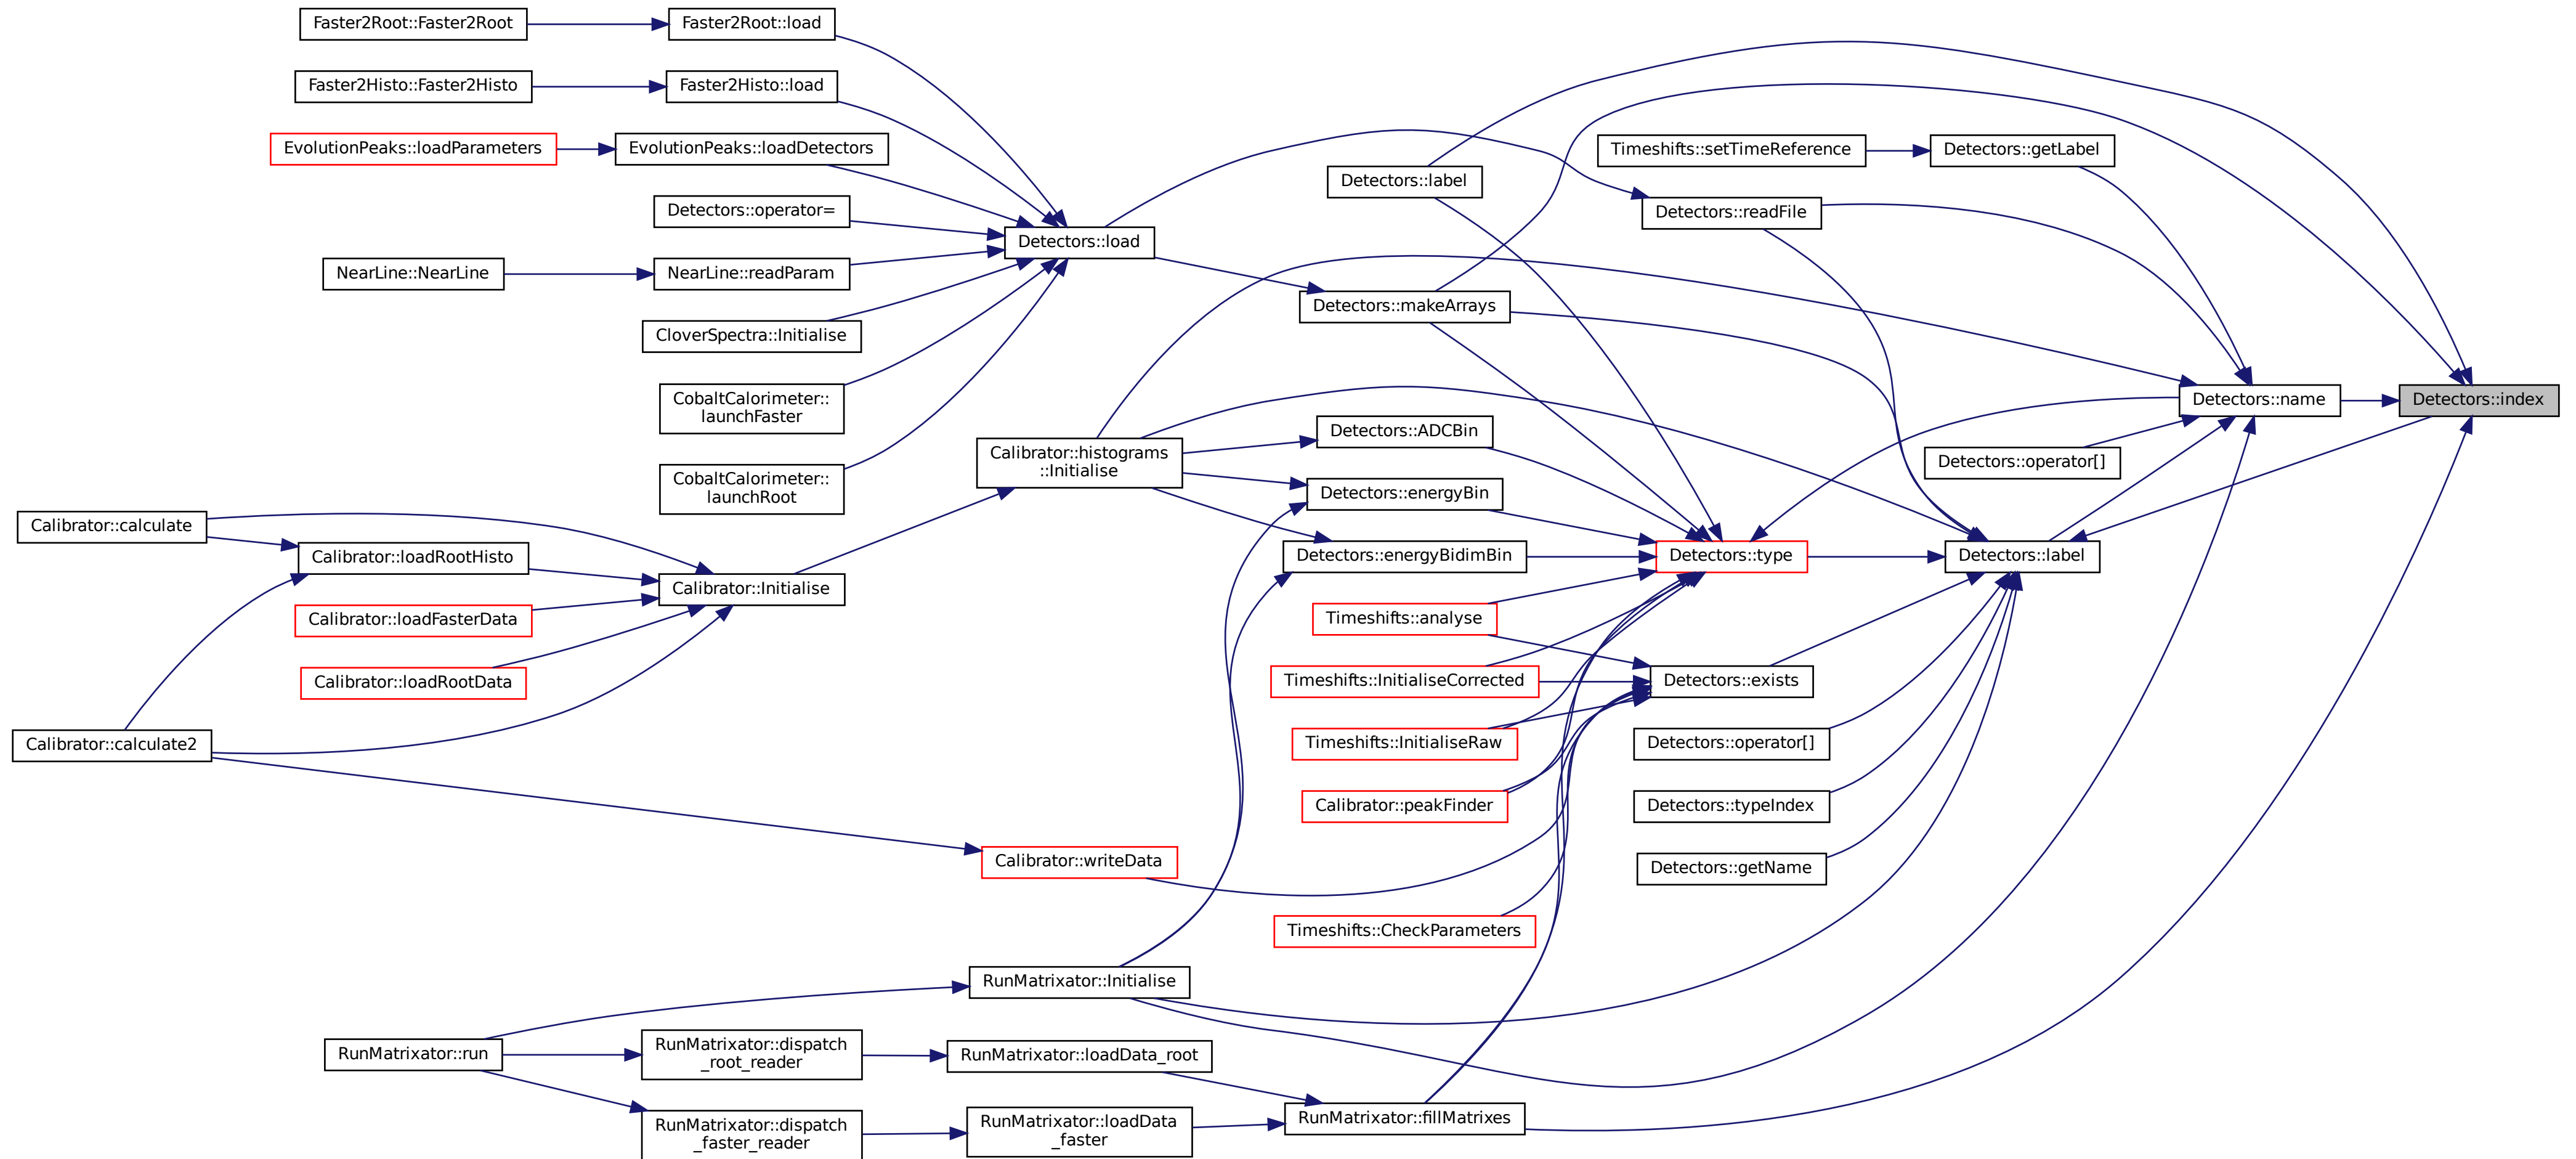 Faster2Root::Faster2Root
Faster2Root::load
Faster2Histo::Faster2Histo
Faster2Histo::load
EvolutionPeaks::loadParameters
EvolutionPeaks::loadDetectors
Timeshifts::setTimeReference
Detectors::getLabel
Detectors::label
Detectors::operator=
Detectors::readFile
Detectors::load
NearLine::NearLine
NearLine::readParam
Detectors::makeArrays
CloverSpectra::Initialise
CobaltCalorimeter::
launchFaster
Detectors::name
Detectors::index
Detectors::ADCBin
Calibrator::histograms
::Initialise
Detectors::operator[]
CobaltCalorimeter::
launchRoot
Detectors::energyBin
Calibrator::calculate
Calibrator::loadRootHisto
Detectors::energyBidimBin
Detectors::type
Detectors::label
Calibrator::Initialise
Calibrator::loadFasterData
Timeshifts::analyse
Calibrator::loadRootData
Timeshifts::InitialiseCorrected
Detectors::exists
Calibrator::calculate2
Timeshifts::InitialiseRaw
Detectors::operator[]
Calibrator::peakFinder
Detectors::typeIndex
Calibrator::writeData
Detectors::getName
Timeshifts::CheckParameters
RunMatrixator::Initialise
RunMatrixator::run
RunMatrixator::dispatch
_root_reader
RunMatrixator::loadData_root
RunMatrixator::dispatch
_faster_reader
RunMatrixator::loadData
_faster
RunMatrixator::fillMatrixes